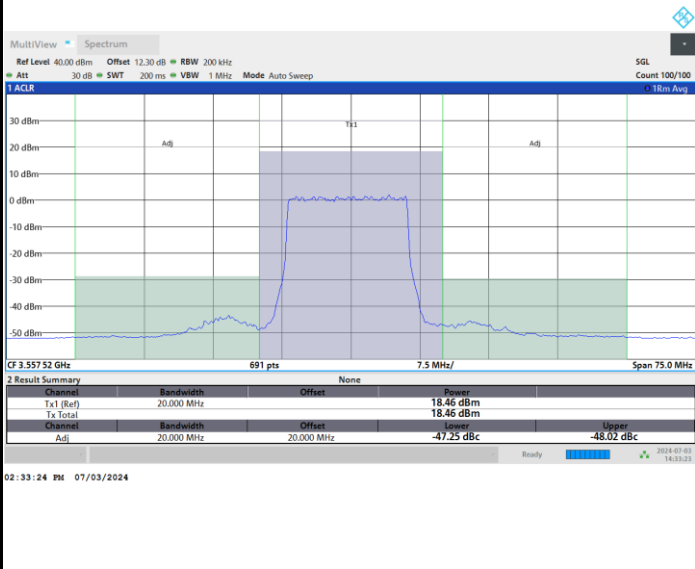 MultiView Spectrum
Ref Level 40.00 dBm Offset 12.30 dB RBW 200 kHz SGL
Att 30 dB SWT 200 ms VBW 1 MHz Mode Auto Sweep Count 100/100
1 ACLR 1Rm Avg
Tx1
Adj Adj
30 dBm
20 dBm
10 dBm
0 dBm
-10 dBm
-20 dBm
-30 dBm
-40 dBm
-50 dBm
CF 3.557 52 GHz 691 pts 7.5 MHz/ Span 75.0 MHz
2 Result Summary None
Channel Bandwidth Offset Power
Tx1 (Ref) 20.000 MHz 18.46 dBm
Tx Total 18.46 dBm
Channel Bandwidth Offset Lower Upper
Adj 20.000 MHz 20.000 MHz -47.25 dBc -48.02 dBc
Ready 2024-07-03
14:33:23
02:33:24 PM 07/03/2024